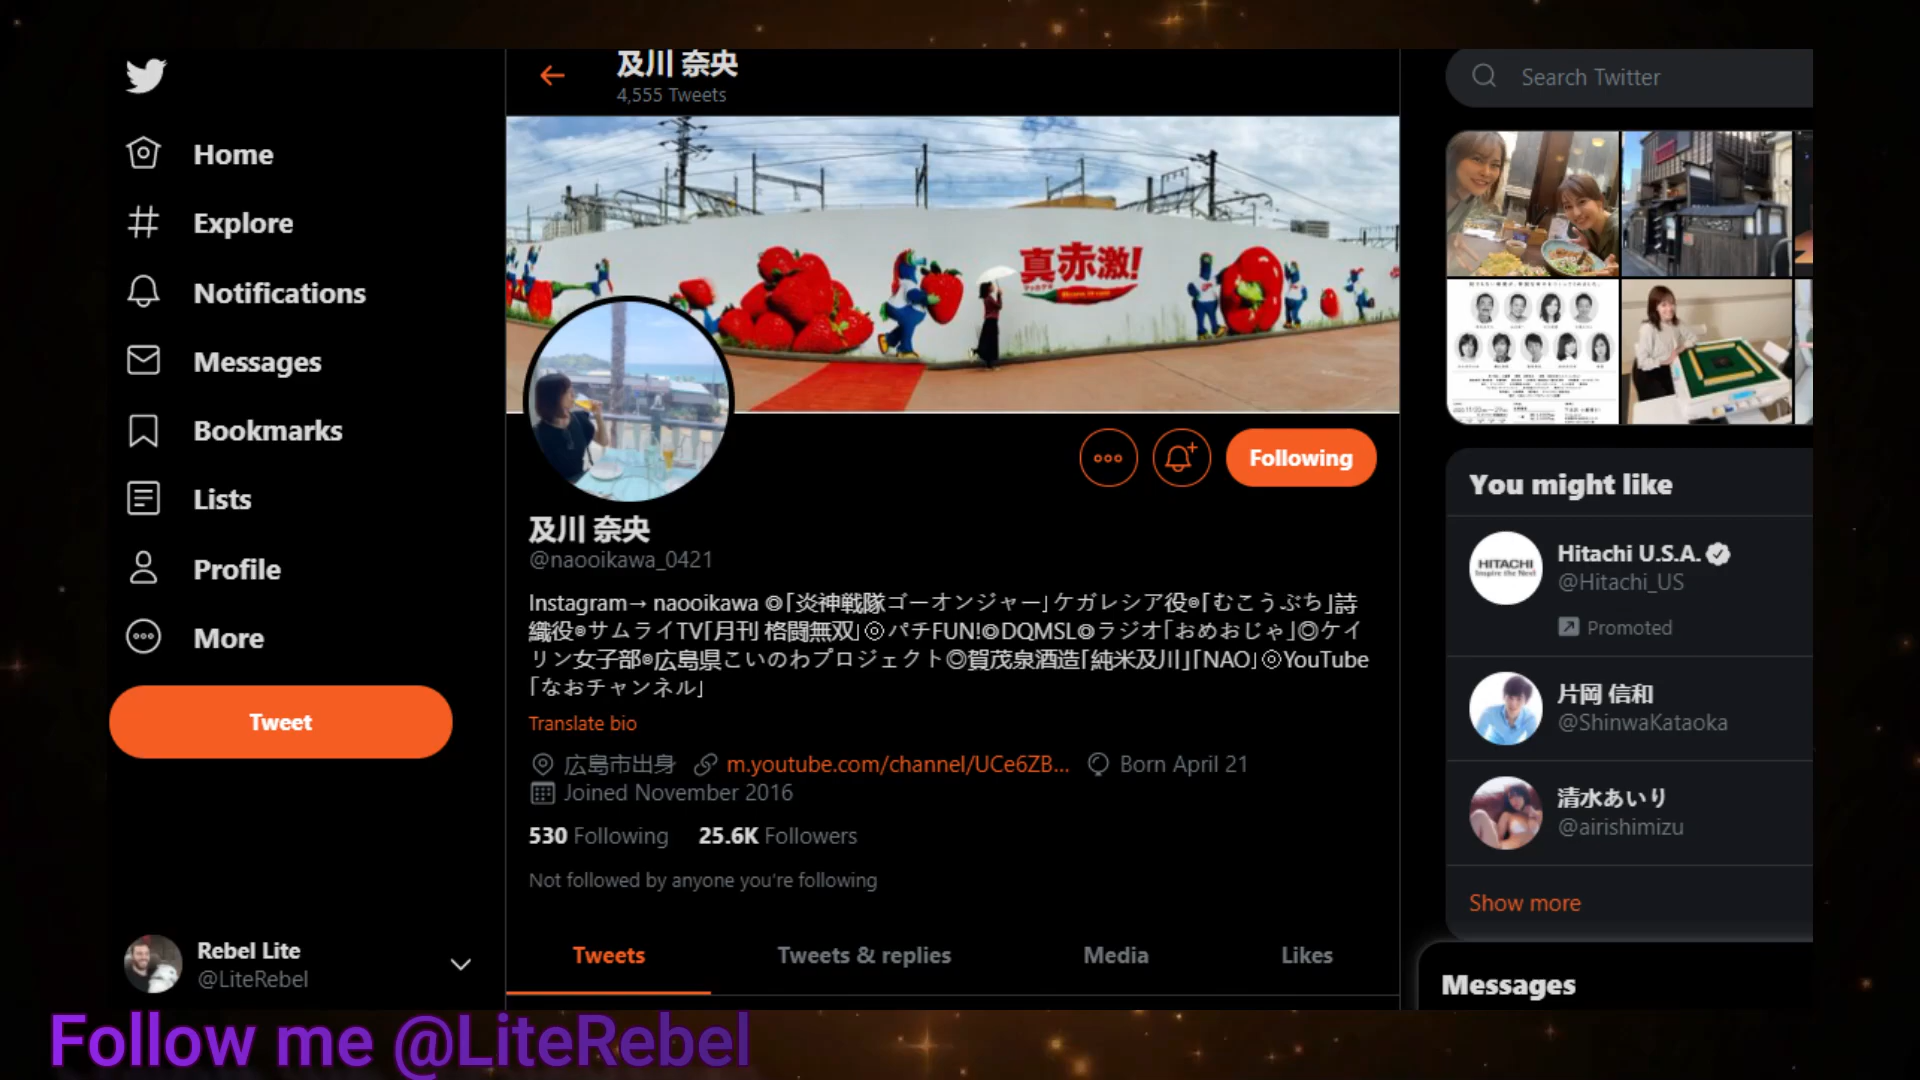 及川 奈央
4,555 Tweets
Search Twitter
Home
Explore
Notifications
Messages
Bookmarks
Lists
Profile
More
Tweet
真赤激!
Following
及川 奈央
@naooikawa_0421
Instagram→ naooikawa ◎「炎神戦隊ゴーオンジャー」ケガレシア役◎「むこうぶち」詩
織役◎サムライTV「月刊 格闘無双」◎パチFUN!◎DQMSL◎ラジオ「おめおじゃ」◎ケイ
リン女子部◎広島県こいのわプロジェクト◎賀茂泉酒造「純米及川」「NAO」◎YouTube
「なおチャンネル」
Translate bio
広島市出身 m.youtube.com/channel/UCe6ZB... Born April 21
Joined November 2016
530 Following 25.6K Followers
Not followed by anyone you're following
Tweets Tweets & replies Media Likes
You might like
HITACHI
Inspire the Next
Hitachi U.S.A.
@Hitachi_US
Promoted
片岡 信和
@ShinwaKataoka
清水あいり
@airishimizu
Show more
Messages
Rebel Lite
@LiteRebel
Follow me @LiteRebel